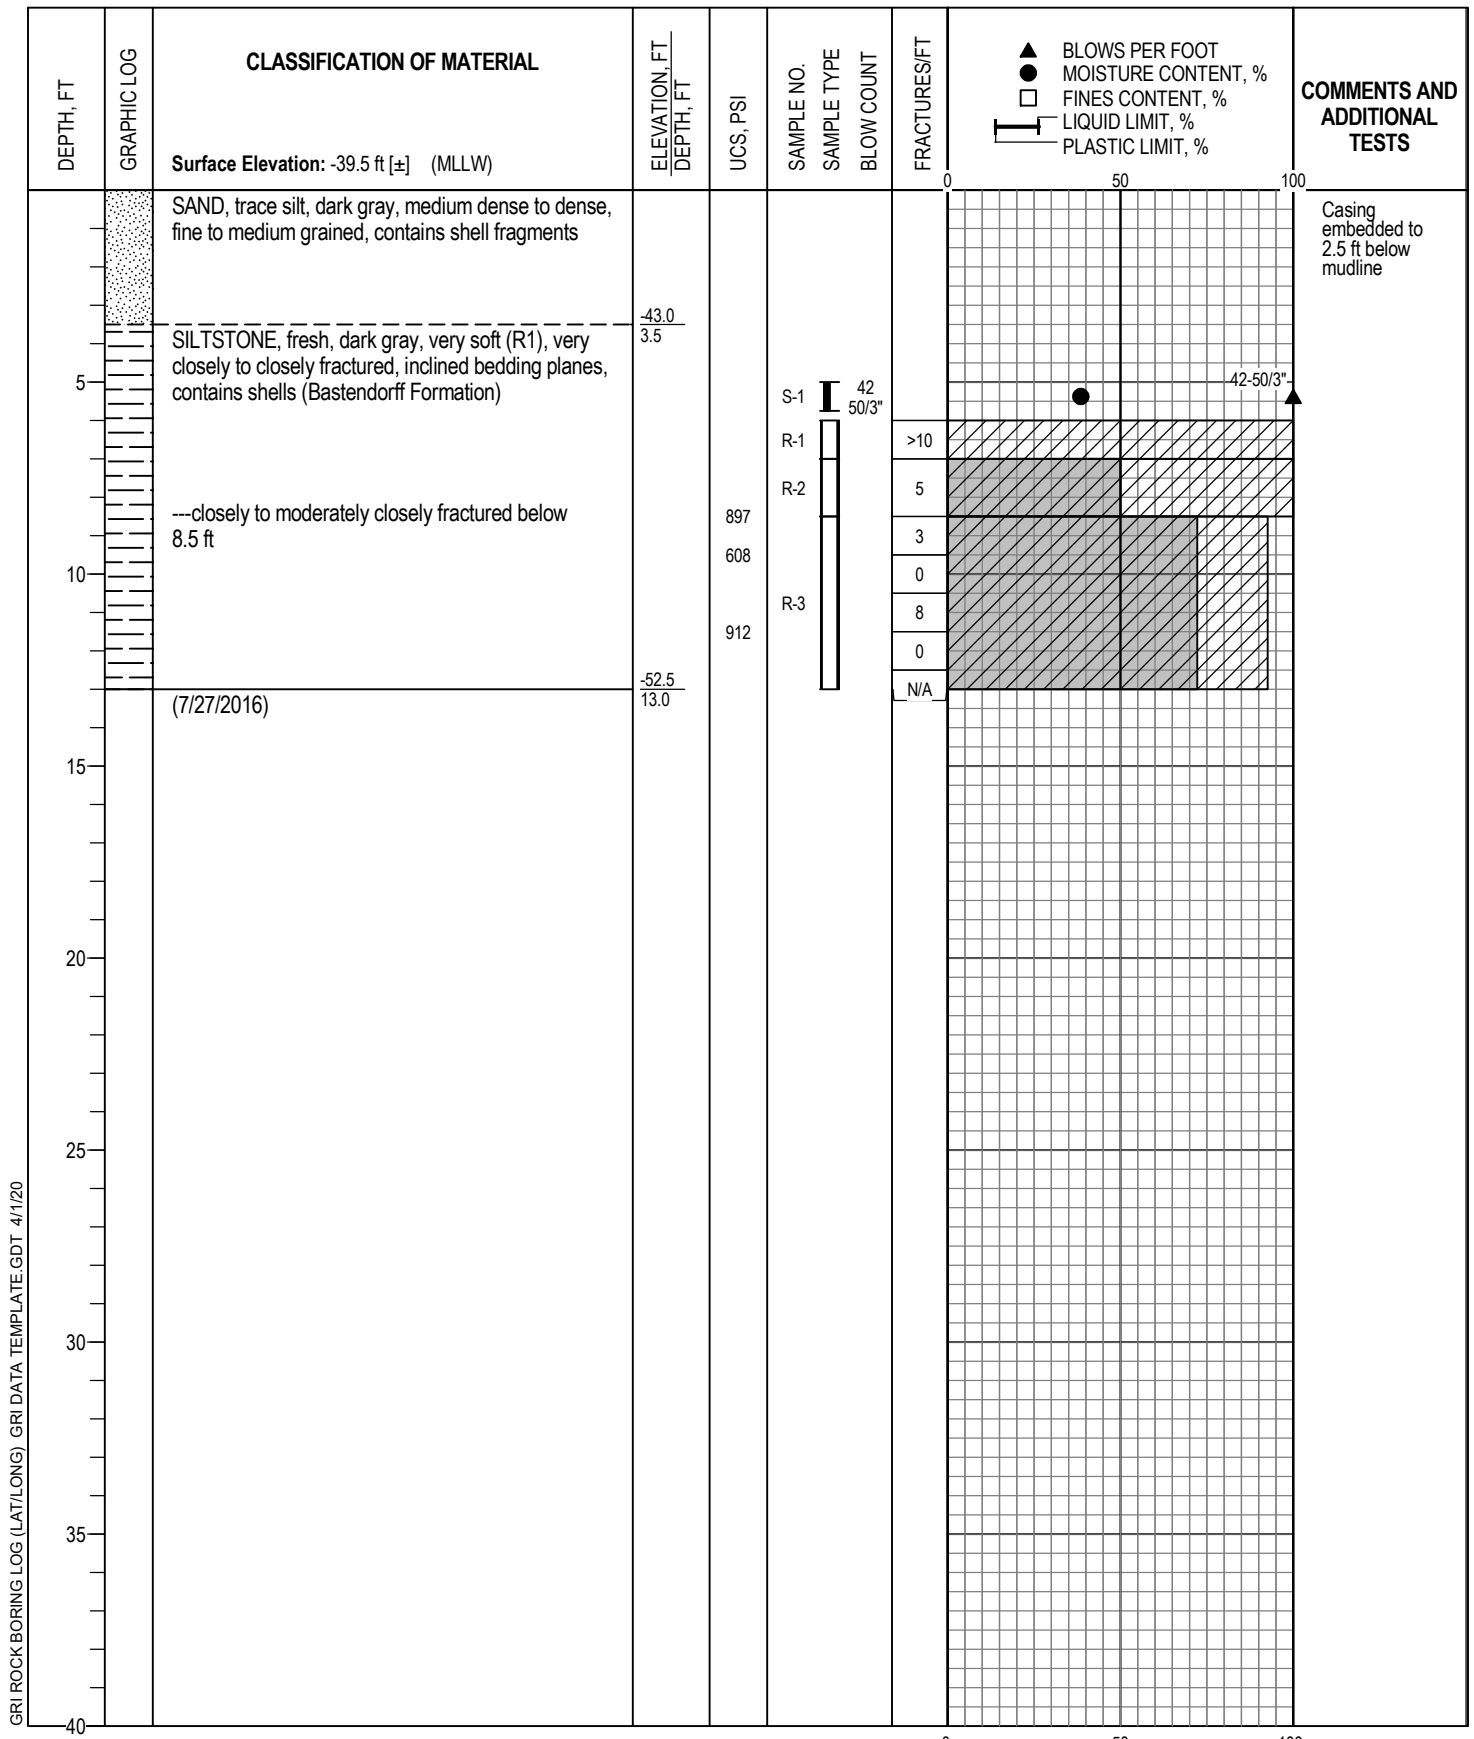 DEPTH, FT
GRAPHIC LOG
CLASSIFICATION OF MATERIAL
Surface Elevation: -39.5 ft [±] (MLLW)
ELEVATION, FT
DEPTH, FT
UCS, PSI
SAMPLE NO.
SAMPLE TYPE
BLOW COUNT
FRACTURES/FT
BLOWS PER FOOT
MOISTURE CONTENT, %
FINES CONTENT, %
LIQUID LIMIT, %
PLASTIC LIMIT, %
COMMENTS AND
ADDITIONAL
TESTS
0 50 100
SAND, trace silt, dark gray, medium dense to dense,
fine to medium grained, contains shell fragments
Casing
embedded to
2.5 ft below
mudline
-43.0
3.5
SILTSTONE, fresh, dark gray, very soft (R1), very
closely to closely fractured, inclined bedding planes,
contains shells (Bastendorff Formation)
5
S-1
42
50/3"
42-50/3"
R-1
>10
R-2
5
---closely to moderately closely fractured below
8.5 ft
897
3
608
10
0
R-3
8
912
0
-52.5
13.0
N/A
(7/27/2016)
15
20
25
30
35
40
0 50 100
GRI ROCK BORING LOG (LAT/LONG) GRI DATA TEMPLATE.GDT 4/1/20